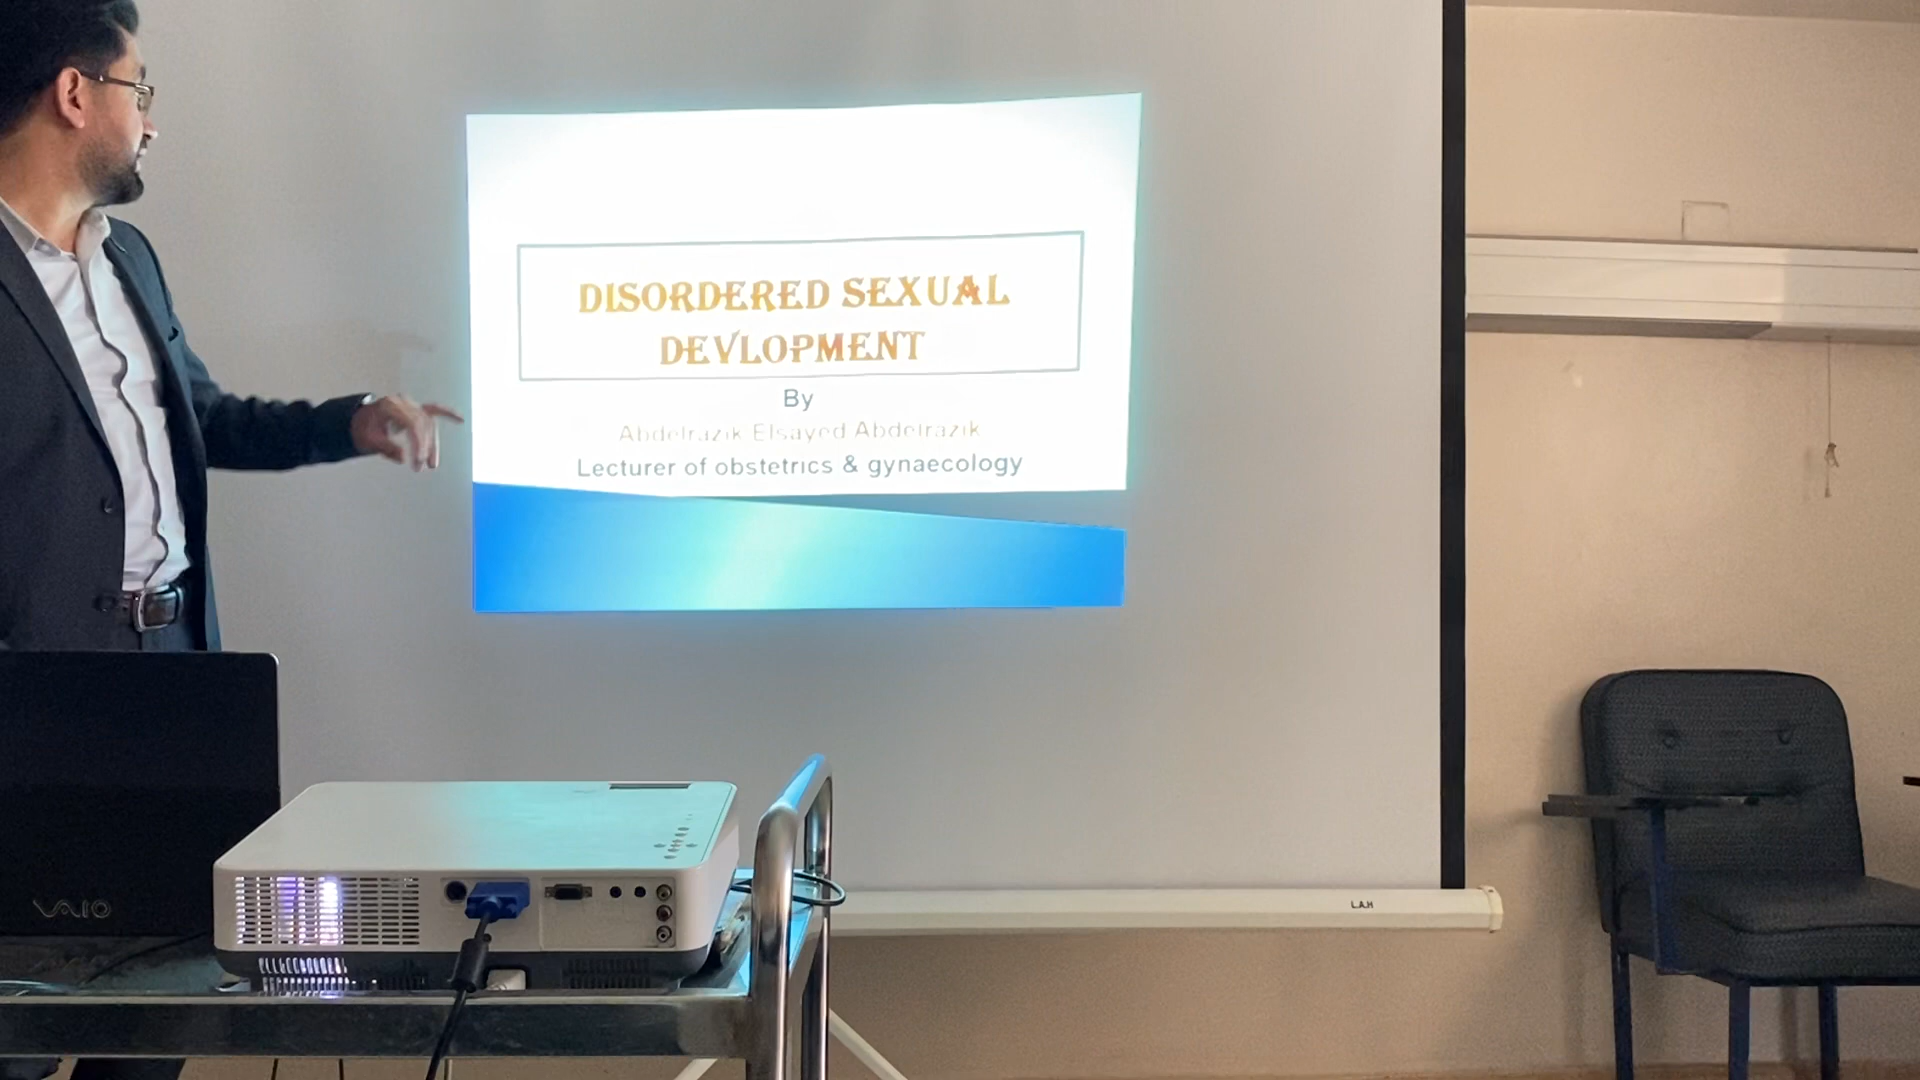 DISORDERED SEXUAL
DEVLOPMENT
By
Abdelrazik Elsayed Abdelrazik
Lecturer of obstetrics & gynaecology
VAIO
L.A.H